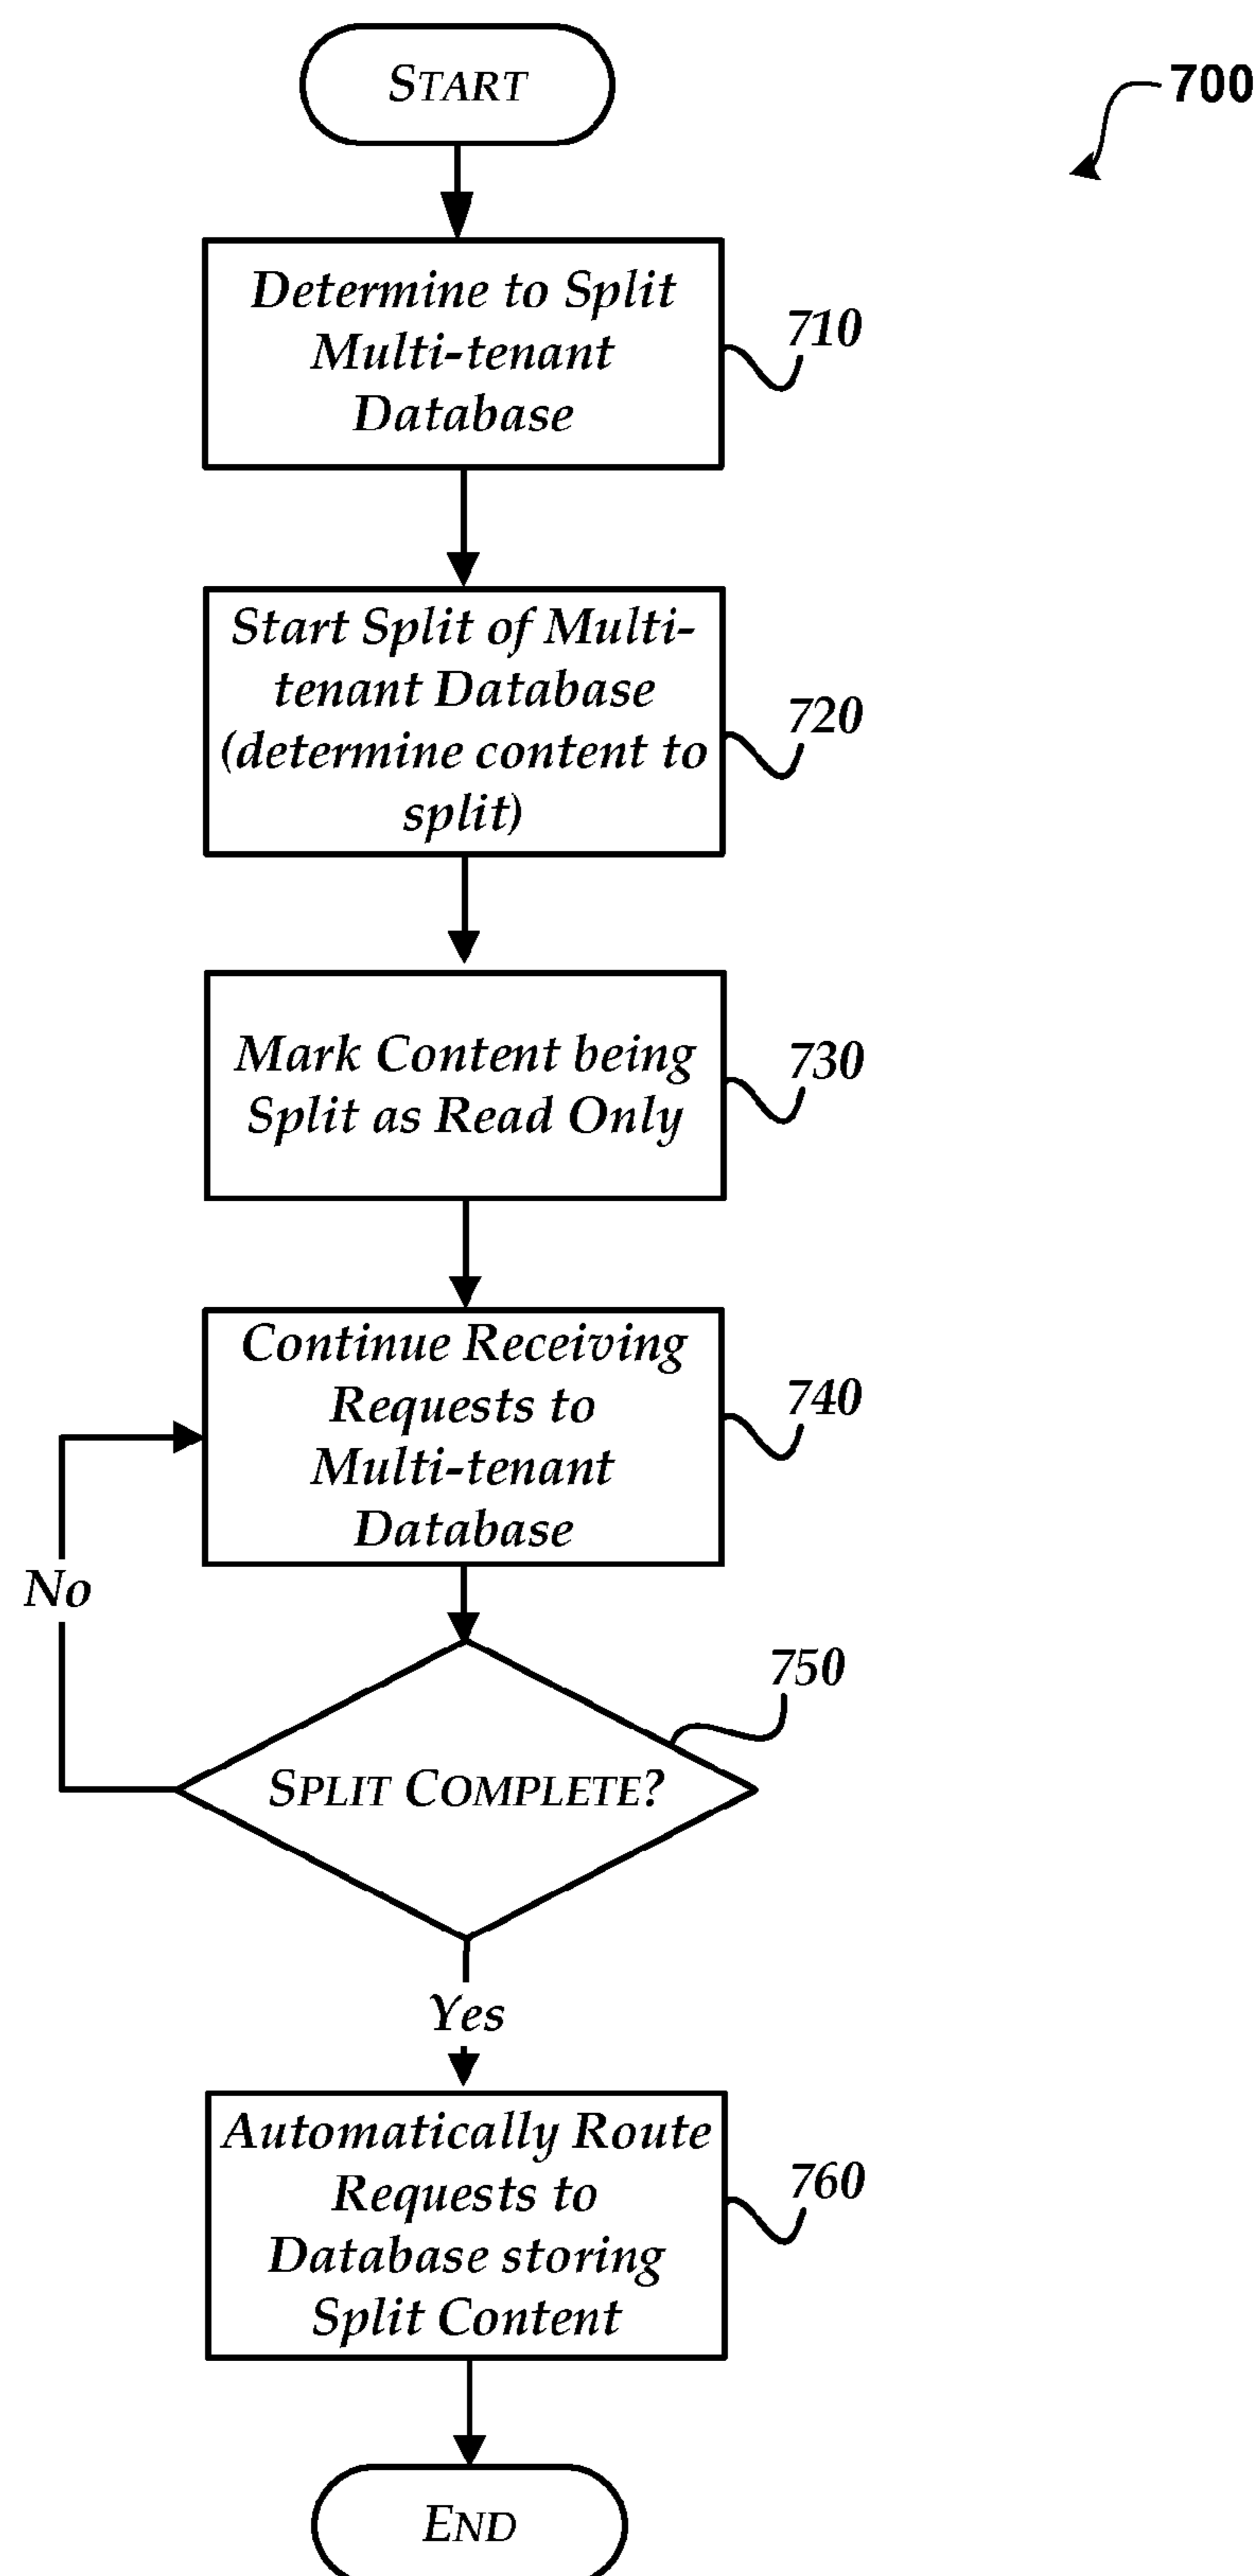 START
700
Determine to Split
Multi-tenant
Database
710
Start Split of Multi-
tenant Database
(determine content to
split)
720
Mark Content being
Split as Read Only
730
Continue Receiving
Requests to
Multi-tenant
Database
740
No
750
SPLIT COMPLETE?
Yes
Automatically Route
Requests to
Database storing
Split Content
760
END